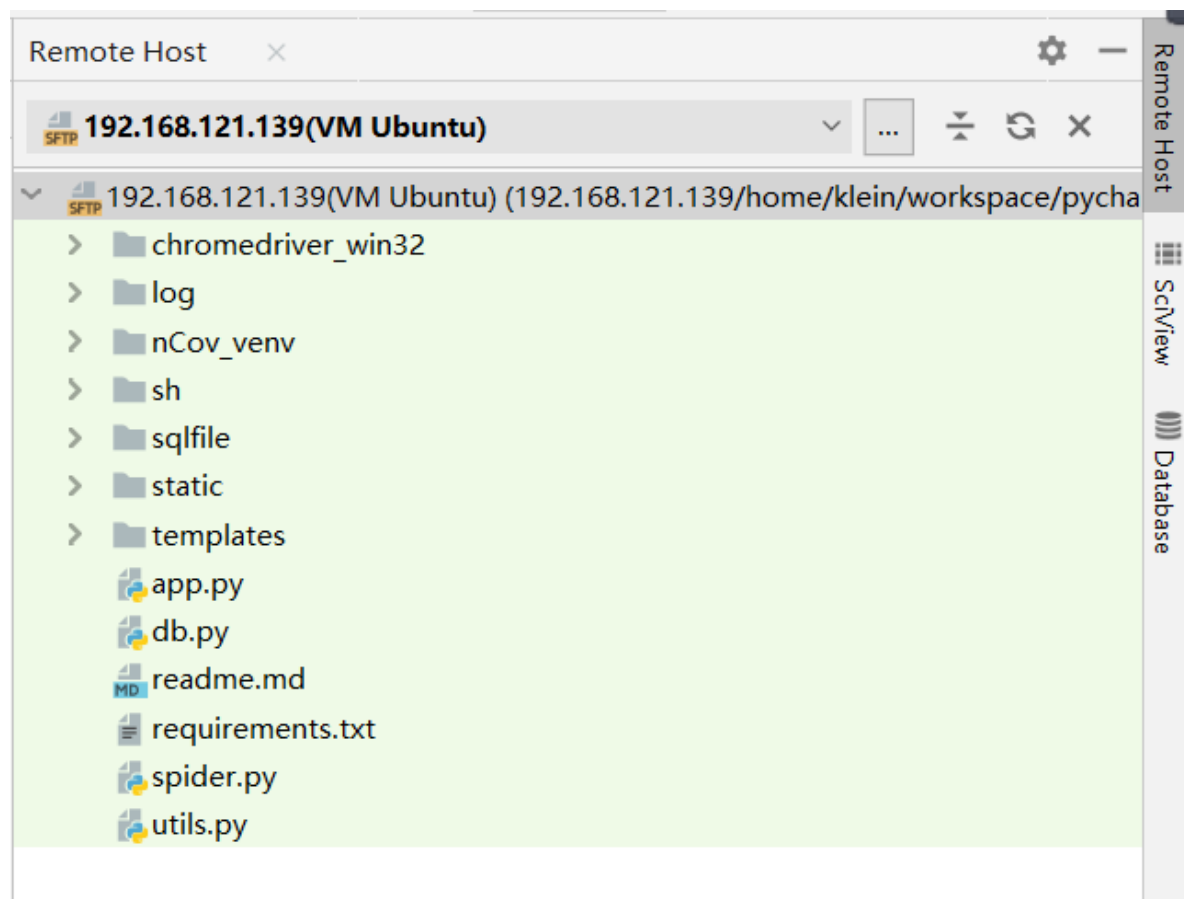 Remote Host
SFTP 192.168.121.139(VM Ubuntu)
...
SFTP 192.168.121.139(VM Ubuntu) (192.168.121.139/home/klein/workspace/pycha
chromedriver_win32
log
nCov_venv
sh
sqlfile
static
templates
app.py
db.py
MD readme.md
requirements.txt
spider.py
utils.py
Remote Host
SciView
Database